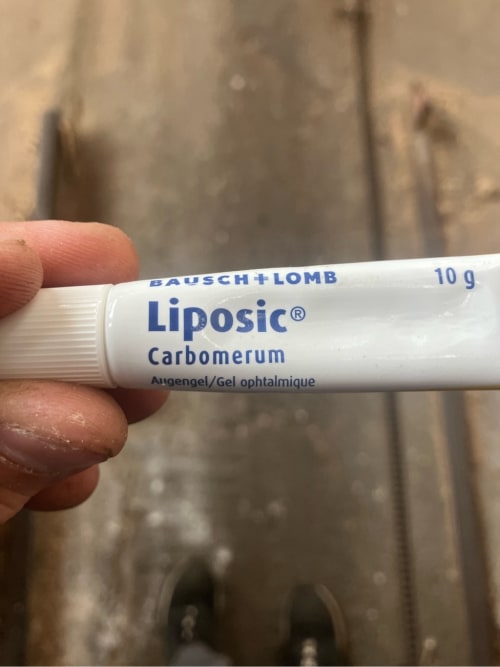 BAUSCH+LOMB 10 g
Liposic®
Carbomerum
Augengel/Gel ophtalmique